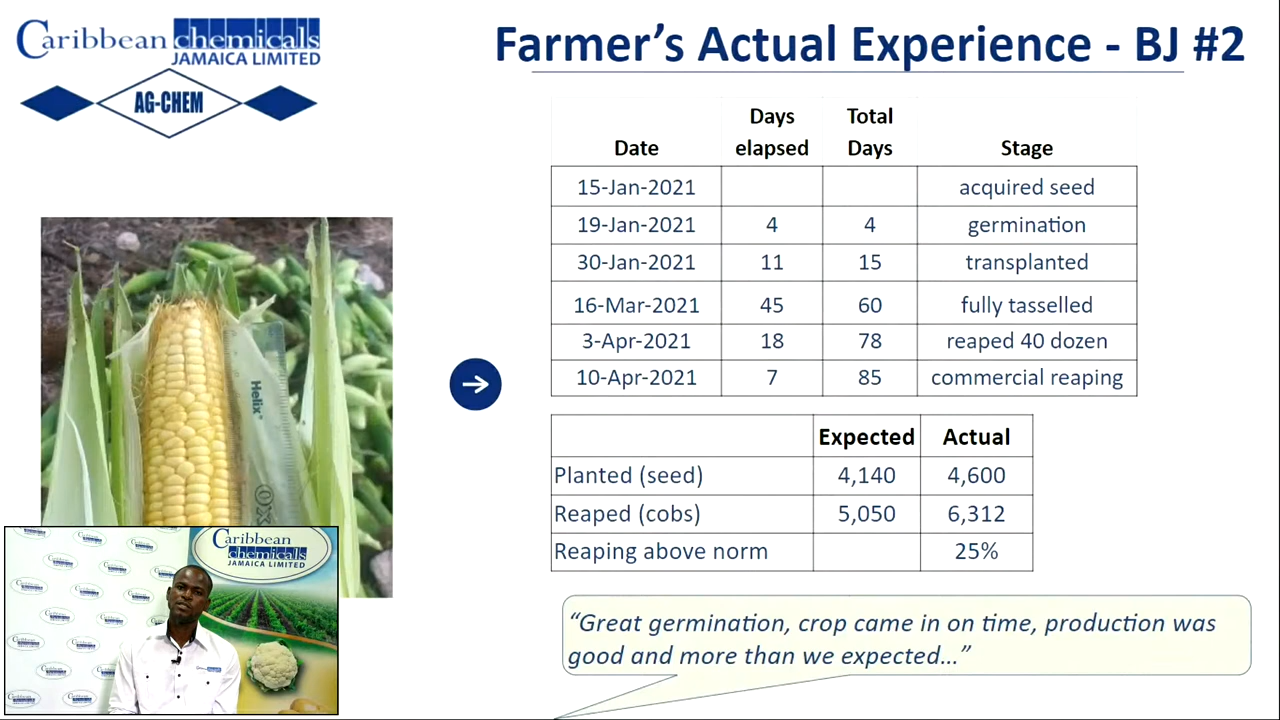 Caribbean chemicals
JAMAICA LIMITED
AG-CHEM
Farmer's Actual Experience - BJ #2
Date Days elapsed Total Days Stage
15-Jan-2021 acquired seed
19-Jan-2021 4 4 germination
30-Jan-2021 11 15 transplanted
16-Mar-2021 45 60 fully tasselled
3-Apr-2021 18 78 reaped 40 dozen
10-Apr-2021 7 85 commercial reaping
Expected Actual
Planted (seed) 4,140 4,600
Reaped (cobs) 5,050 6,312
Reaping above norm 25%
"Great germination, crop came in on time, production was
good and more than we expected..."
Helix
Caribbean
chemicals
JAMAICA LIMITED